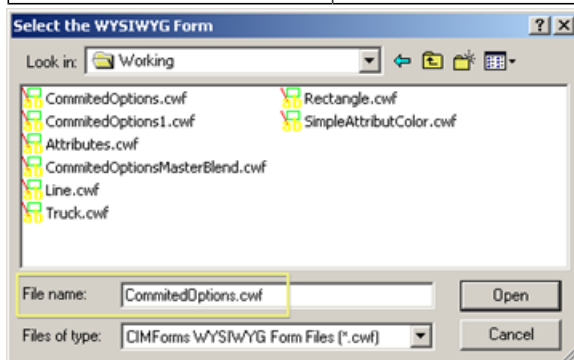 Select the WYSIWYG Form
Look in: Working
CommitedOptions.cwf
CommitedOptions1.cwf
Attributes.cwf
CommitedOptionsMasterBlend.cwf
Line.cwf
Truck.cwf
Rectangle.cwf
SimpleAttributColor.cwf
File name: CommitedOptions.cwf Open
Files of type: CIMForms WYSIWYG Form Files (*.cwf) Cancel